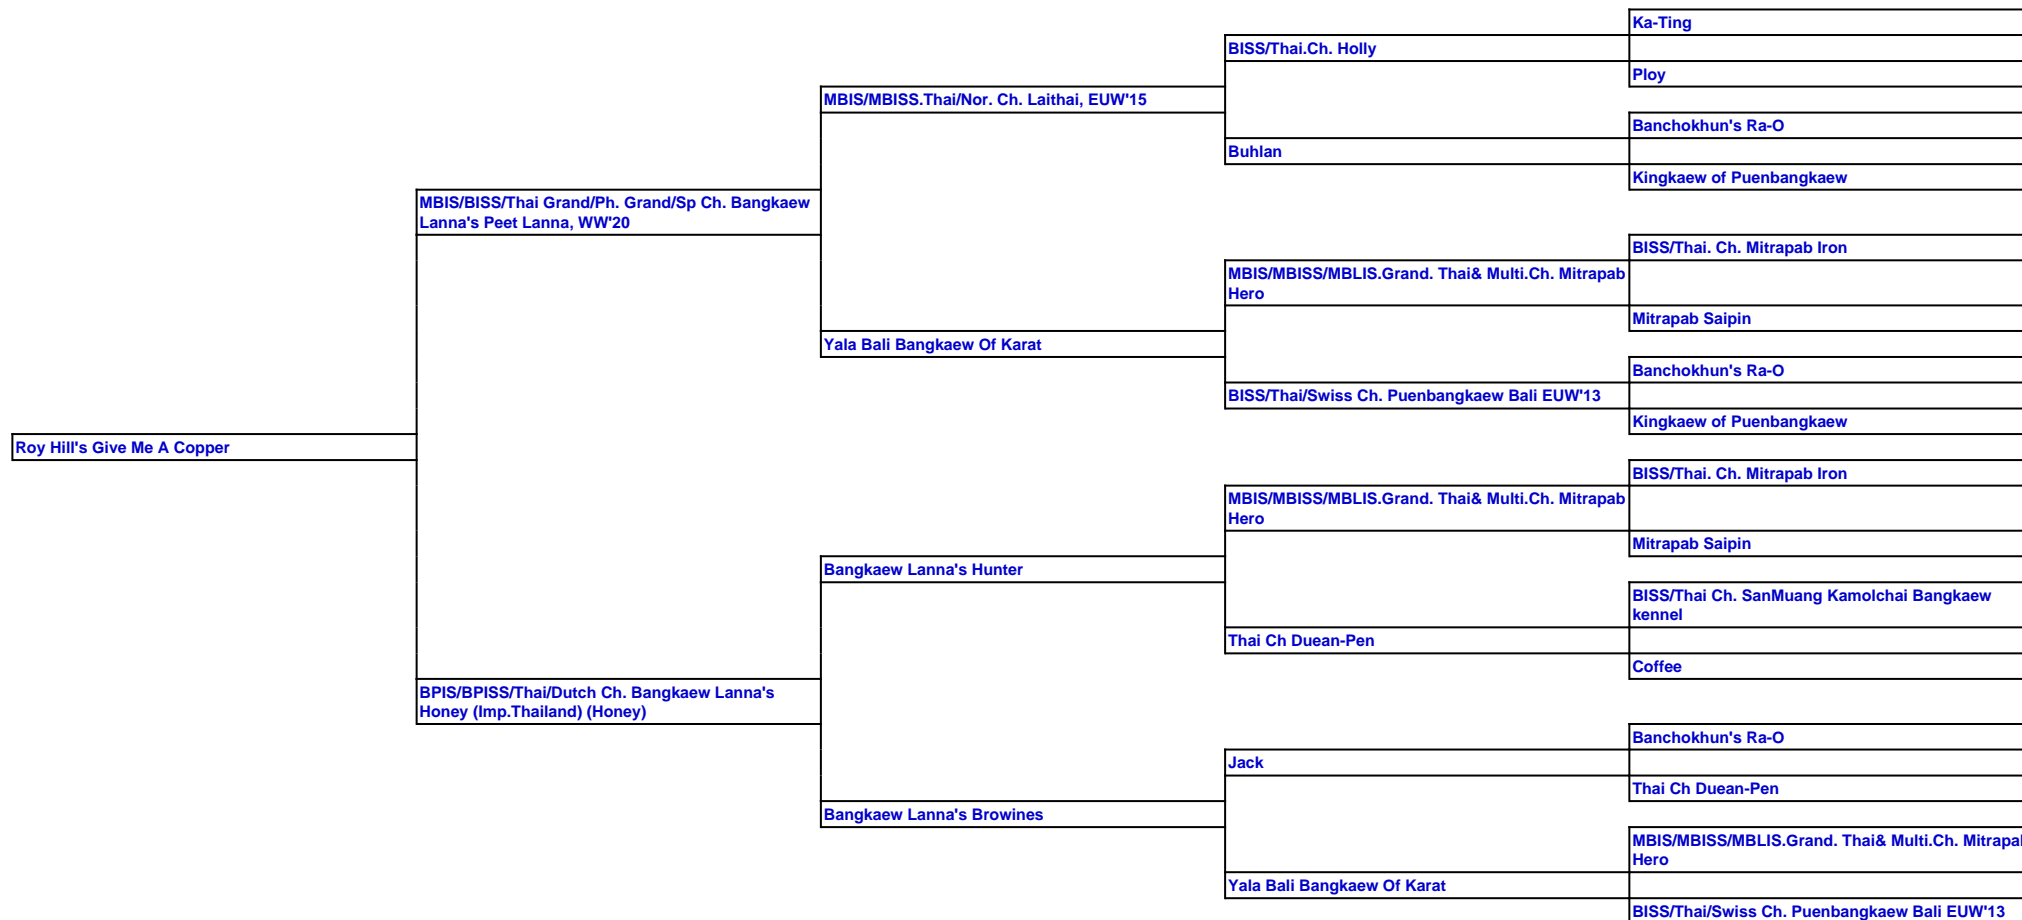 Ka-Ting
BISS/Thai.Ch. Holly
Ploy
MBIS/MBISS.Thai/Nor. Ch. Laithai, EUW'15
Banchokhun's Ra-O
Buhlan
Kingkaew of Puenbangkaew
MBIS/BISS/Thai Grand/Ph. Grand/Sp Ch. Bangkaew
Lanna's Peet Lanna, WW'20
BISS/Thai. Ch. Mitrapab Iron
MBIS/MBISS/MBLIS.Grand. Thai& Multi.Ch. Mitrapab
Hero
Mitrapab Saipin
Yala Bali Bangkaew Of Karat
Banchokhun's Ra-O
BISS/Thai/Swiss Ch. Puenbangkaew Bali EUW'13
Kingkaew of Puenbangkaew
Roy Hill's Give Me A Copper
BISS/Thai. Ch. Mitrapab Iron
MBIS/MBISS/MBLIS.Grand. Thai& Multi.Ch. Mitrapab
Hero
Mitrapab Saipin
Bangkaew Lanna's Hunter
BISS/Thai Ch. SanMuang Kamolchai Bangkaew
kennel
Thai Ch Duean-Pen
Coffee
BPIS/BPISS/Thai/Dutch Ch. Bangkaew Lanna's
Honey (Imp.Thailand) (Honey)
Banchokhun's Ra-O
Jack
Thai Ch Duean-Pen
Bangkaew Lanna's Browines
MBIS/MBISS/MBLIS.Grand. Thai& Multi.Ch. Mitrapab
Hero
Yala Bali Bangkaew Of Karat
BISS/Thai/Swiss Ch. Puenbangkaew Bali EUW'13